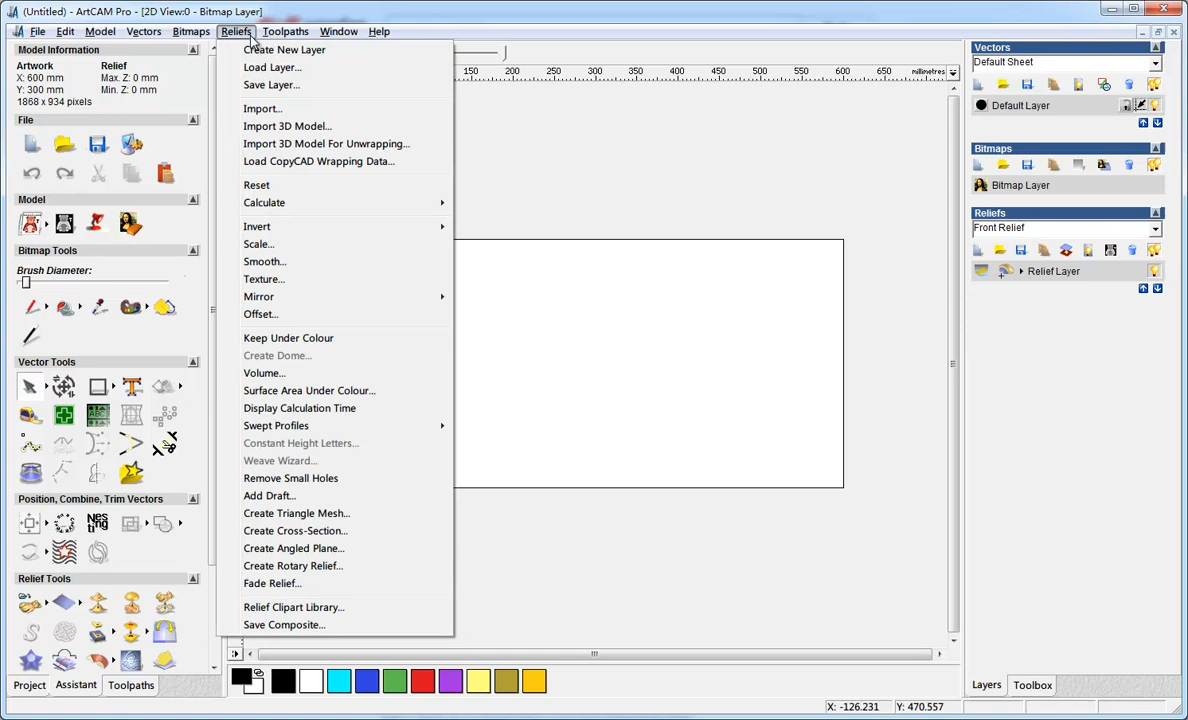 (Untitled) - ArtCAM Pro - [2D View:0 - Bitmap Layer]
File Edit Model Vectors Bitmaps Reliefs Toolpaths Window Help
Model Information
Artwork Relief
X: 600 mm Max. Z: 0 mm
Y: 300 mm Min. Z: 0 mm
1868 x 934 pixels
File
Model
Bitmap Tools
Brush Diameter:
Vector Tools
Position, Combine, Trim Vectors
Relief Tools
Project Assistant Toolpaths
Create New Layer
Load Layer...
Save Layer...
Import...
Import 3D Model...
Import 3D Model For Unwrapping...
Load CopyCAD Wrapping Data...
Reset
Calculate
Invert
Scale...
Smooth...
Texture...
Mirror
Offset...
Keep Under Colour
Create Dome...
Volume...
Surface Area Under Colour...
Display Calculation Time
Swept Profiles
Constant Height Letters...
Weave Wizard...
Remove Small Holes
Add Draft...
Create Triangle Mesh...
Create Cross-Section...
Create Angled Plane...
Create Rotary Relief...
Fade Relief...
Relief Clipart Library...
Save Composite...
150 200 250 300 350 400 450 500 550 600 650 millimetres
Vectors
Default Sheet
Default Layer
Bitmaps
Bitmap Layer
Reliefs
Front Relief
Relief Layer
Layers Toolbox
X: -126.231 Y: 470.557